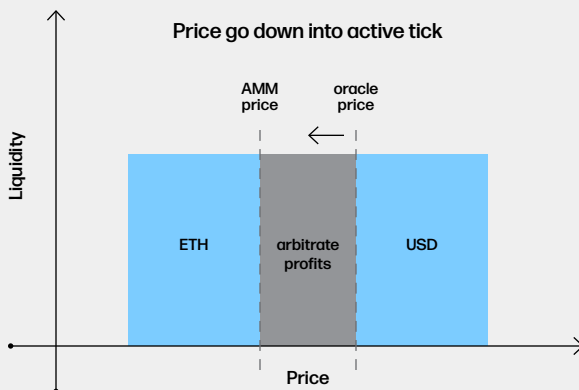 Price go down into active tick
AMM
price
oracle
price
Liquidity
ETH
arbitrate
profits
USD
Price